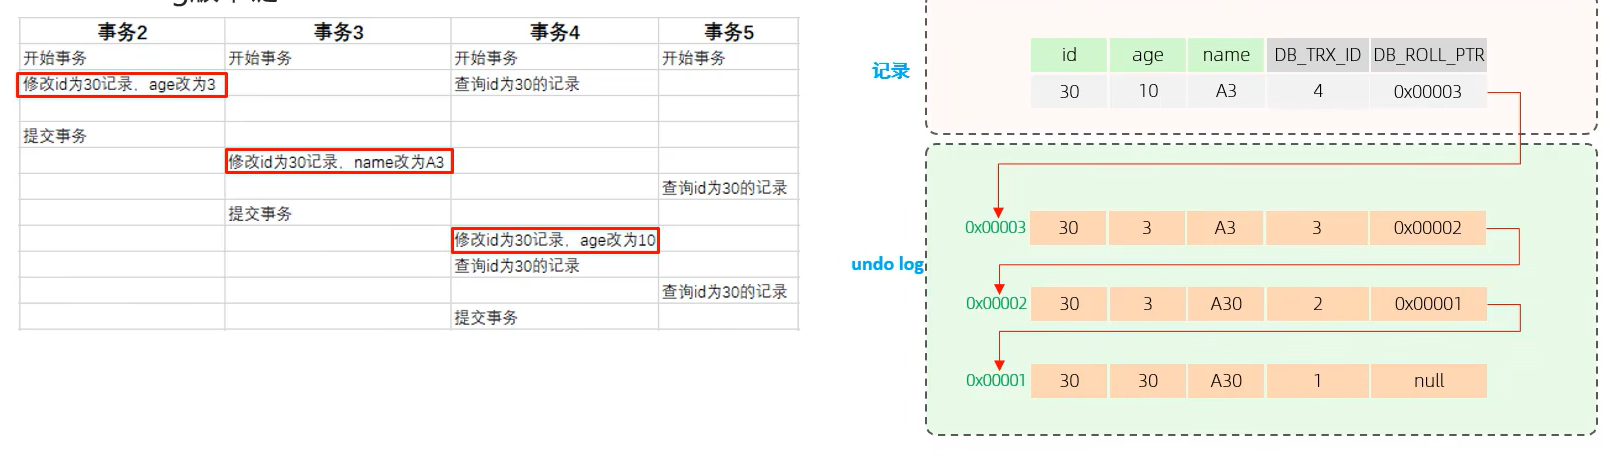 事务2 事务3 事务4 事务5
开始事务 开始事务 开始事务 开始事务
修改id为30记录，age改为3 查询id为30的记录
提交事务
修改id为30记录，name改为A3
查询id为30的记录
提交事务
修改id为30记录，age改为10
查询id为30的记录
查询id为30的记录
提交事务
记录
id age name DB_TRX_ID DB_ROLL_PTR
30 10 A3 4 0x00003
undo log
0x00003 30 3 A3 3 0x00002
0x00002 30 3 A30 2 0x00001
0x00001 30 30 A30 1 null